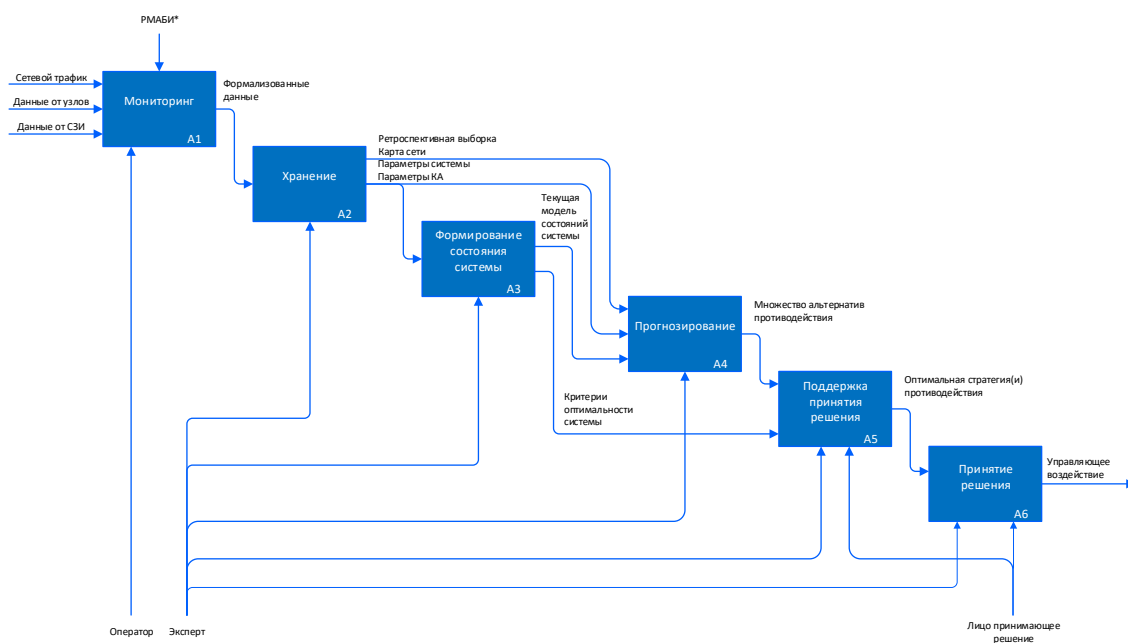 РМАБИ*
Сетевой трафик
Данные от узлов
Данные от СЗИ
Мониторинг
А1
Формализованные
данные
Хранение
А2
Ретроспективная выборка
Карта сети
Параметры системы
Параметры КА
Формирование
состояния
системы
А3
Текущая
модель
состояний
системы
Прогнозирование
А4
Множество альтернатив
противодействия
Критерии
оптимальности
системы
Поддержка
принятия
решения
А5
Оптимальная стратегия(и)
противодействия
Принятие
решения
А6
Управляющее
воздействие
Оператор
Эксперт
Лицо принимающее
решение